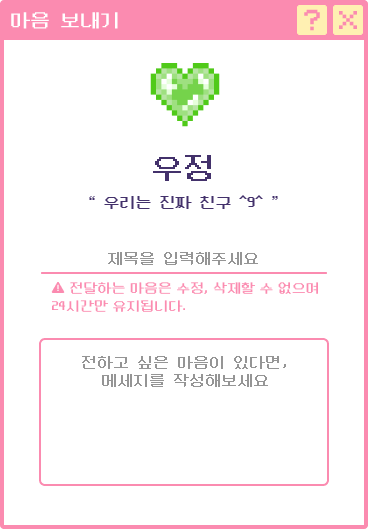 마음 보내기
?
우정
“ 우리는 진짜 친구 ^9^ ”
제목을 입력해주세요
전달하는 마음은 수정, 삭제할 수 없으며
24시간만 유지됩니다.
전하고 싶은 마음이 있다면,
메세지를 작성해보세요